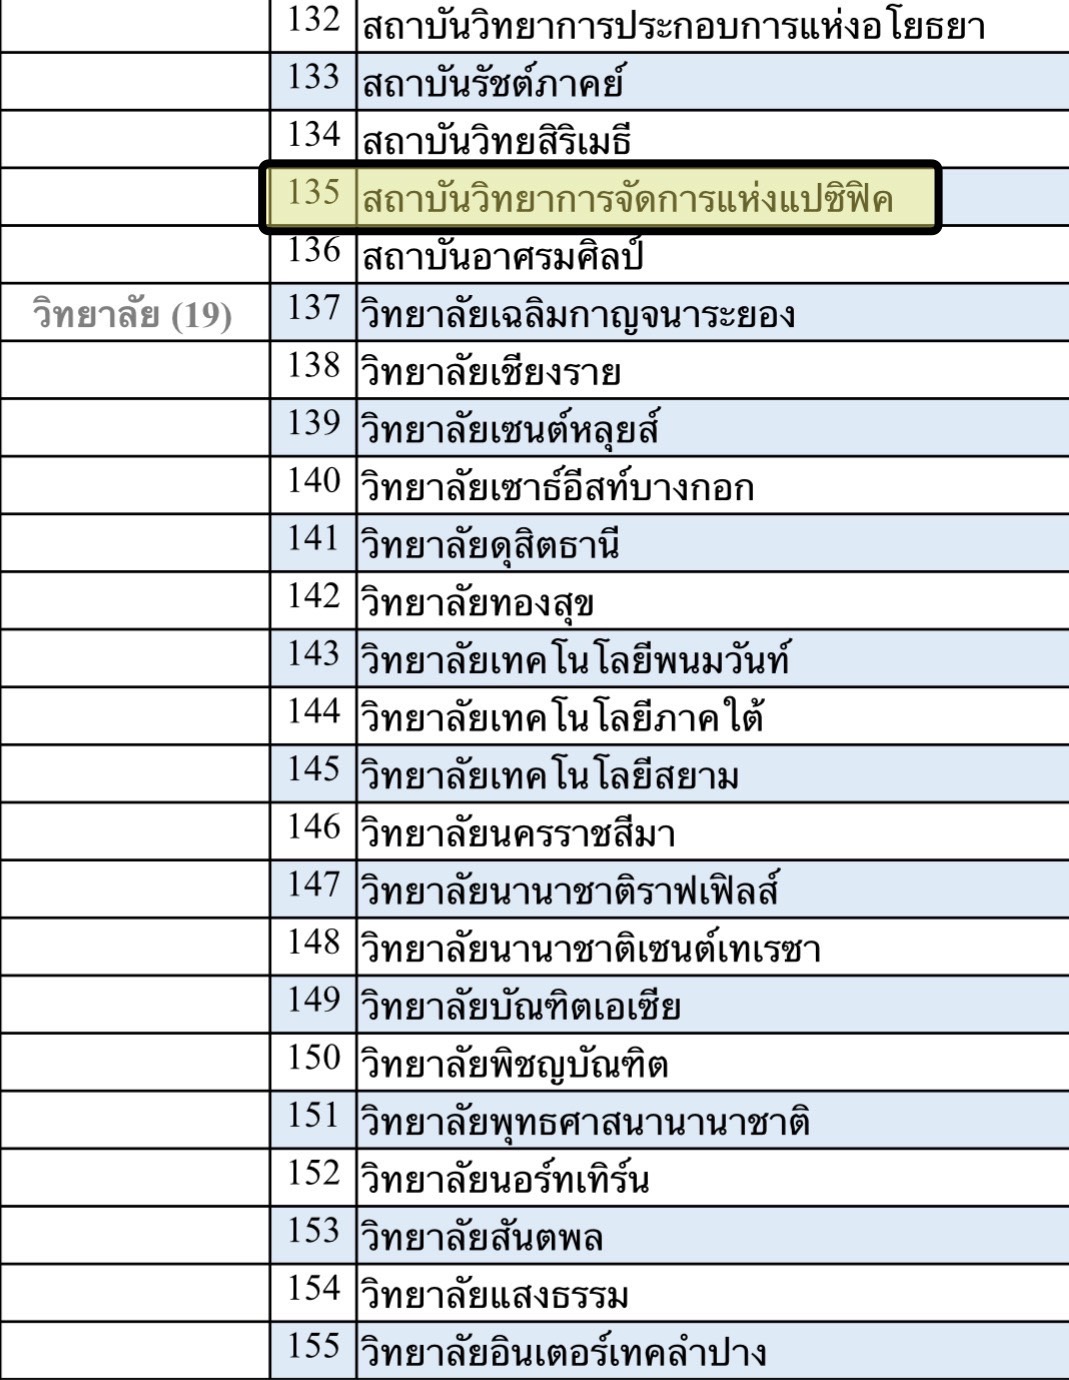 132 สถาบันวิทยาการประกอบการแห่งอโยธยา
133 สถาบันรัชต์ภาคย์
134 สถาบันวิทยสิริเมธี
135 สถาบันวิทยาการจัดการแห่งแปซิฟิค
136 สถาบันอาศรมศิลป์
วิทยาลัย (19) 137 วิทยาลัยเฉลิมกาญจนาระยอง
138 วิทยาลัยเชียงราย
139 วิทยาลัยเซนต์หลุยส์
140 วิทยาลัยเซาธ์อีสท์บางกอก
141 วิทยาลัยดุสิตธานี
142 วิทยาลัยทองสุข
143 วิทยาลัยเทคโนโลยีพนมวันท์
144 วิทยาลัยเทคโนโลยีภาคใต้
145 วิทยาลัยเทคโนโลยีสยาม
146 วิทยาลัยนครราชสีมา
147 วิทยาลัยนานาชาติราฟเฟิลส์
148 วิทยาลัยนานาชาติเซนต์เทเรซา
149 วิทยาลัยบัณฑิตเอเซีย
150 วิทยาลัยพิชญบัณฑิต
151 วิทยาลัยพุทธศาสนานานาชาติ
152 วิทยาลัยนอร์ทเทิร์น
153 วิทยาลัยสันตพล
154 วิทยาลัยแสงธรรม
155 วิทยาลัยอินเตอร์เทคลำปาง